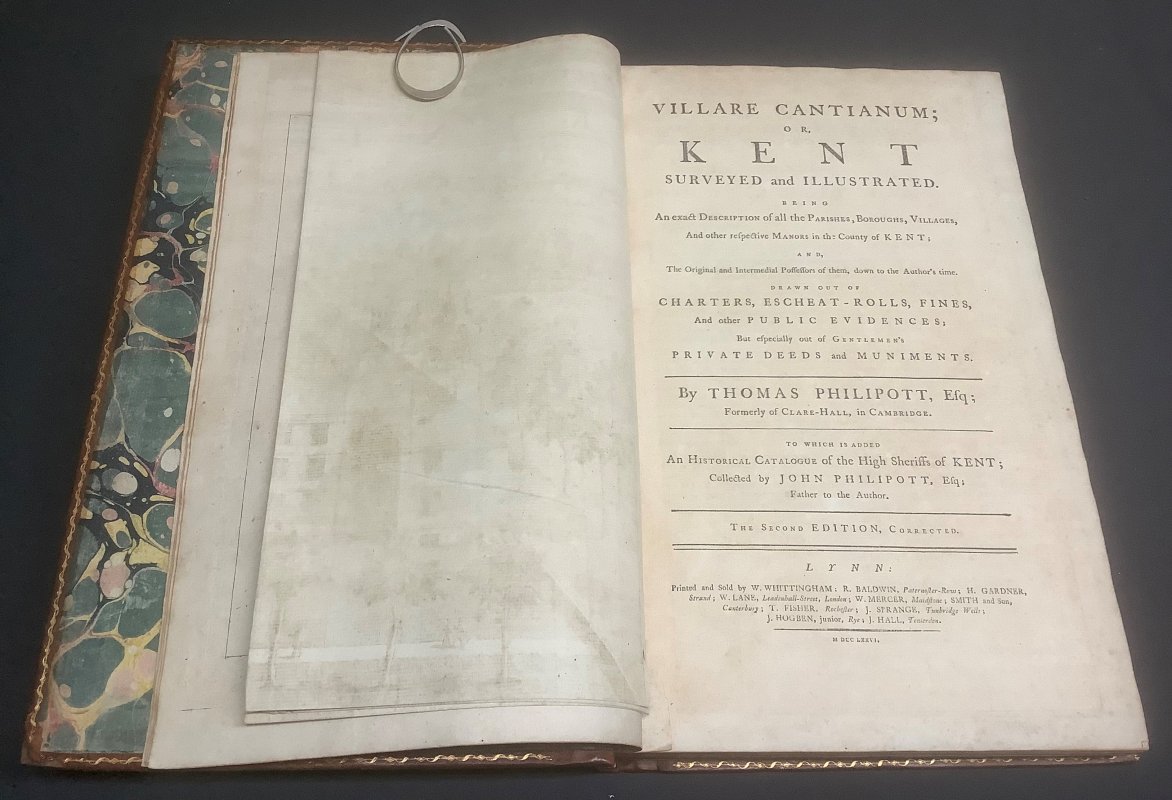 VILLARE CANTIANUM;
OR,
KENT
SURVEYED and ILLUSTRATED.
BEING
An exact DESCRIPTION of all the PARISHES, BOROUGHS, VILLAGES,
And other reſpective MANORS in the County of KENT;
AND,
The Original and Intermedial Poſſeſſors of them, down to the Author's time.
DRAWN OUT OF
CHARTERS, ESCHEAT-ROLLS, FINES,
And other PUBLIC EVIDENCES;
But eſpecially out of GENTLEMEN'S
PRIVATE DEEDS and MUNIMENTS.
By THOMAS PHILIPOTT, Eſq;
Formerly of CLARE-HALL, in CAMBRIDGE.
TO WHICH IS ADDED
An HISTORICAL CATALOGUE of the High Sheriffs of KENT;
Collected by JOHN PHILIPOTT, Eſq;
Father to the Author.
THE SECOND EDITION, CORRECTED.
LYNN:
Printed and Sold by W. WHITTINGHAM; R. BALDWIN, Paternoſter-Row; H. GARDNER,
Strand; W. LANE, Leadenhall-Street, London; W. MERCER, Maidſtone; SMITH and Son,
Canterbury; T. FISHER, Rocheſter; J. SPRANGE, Tunbridge Wells;
J. HOGBEN, junior, Rye; J. HALL, Tenterden.
M DCC LXXVI.